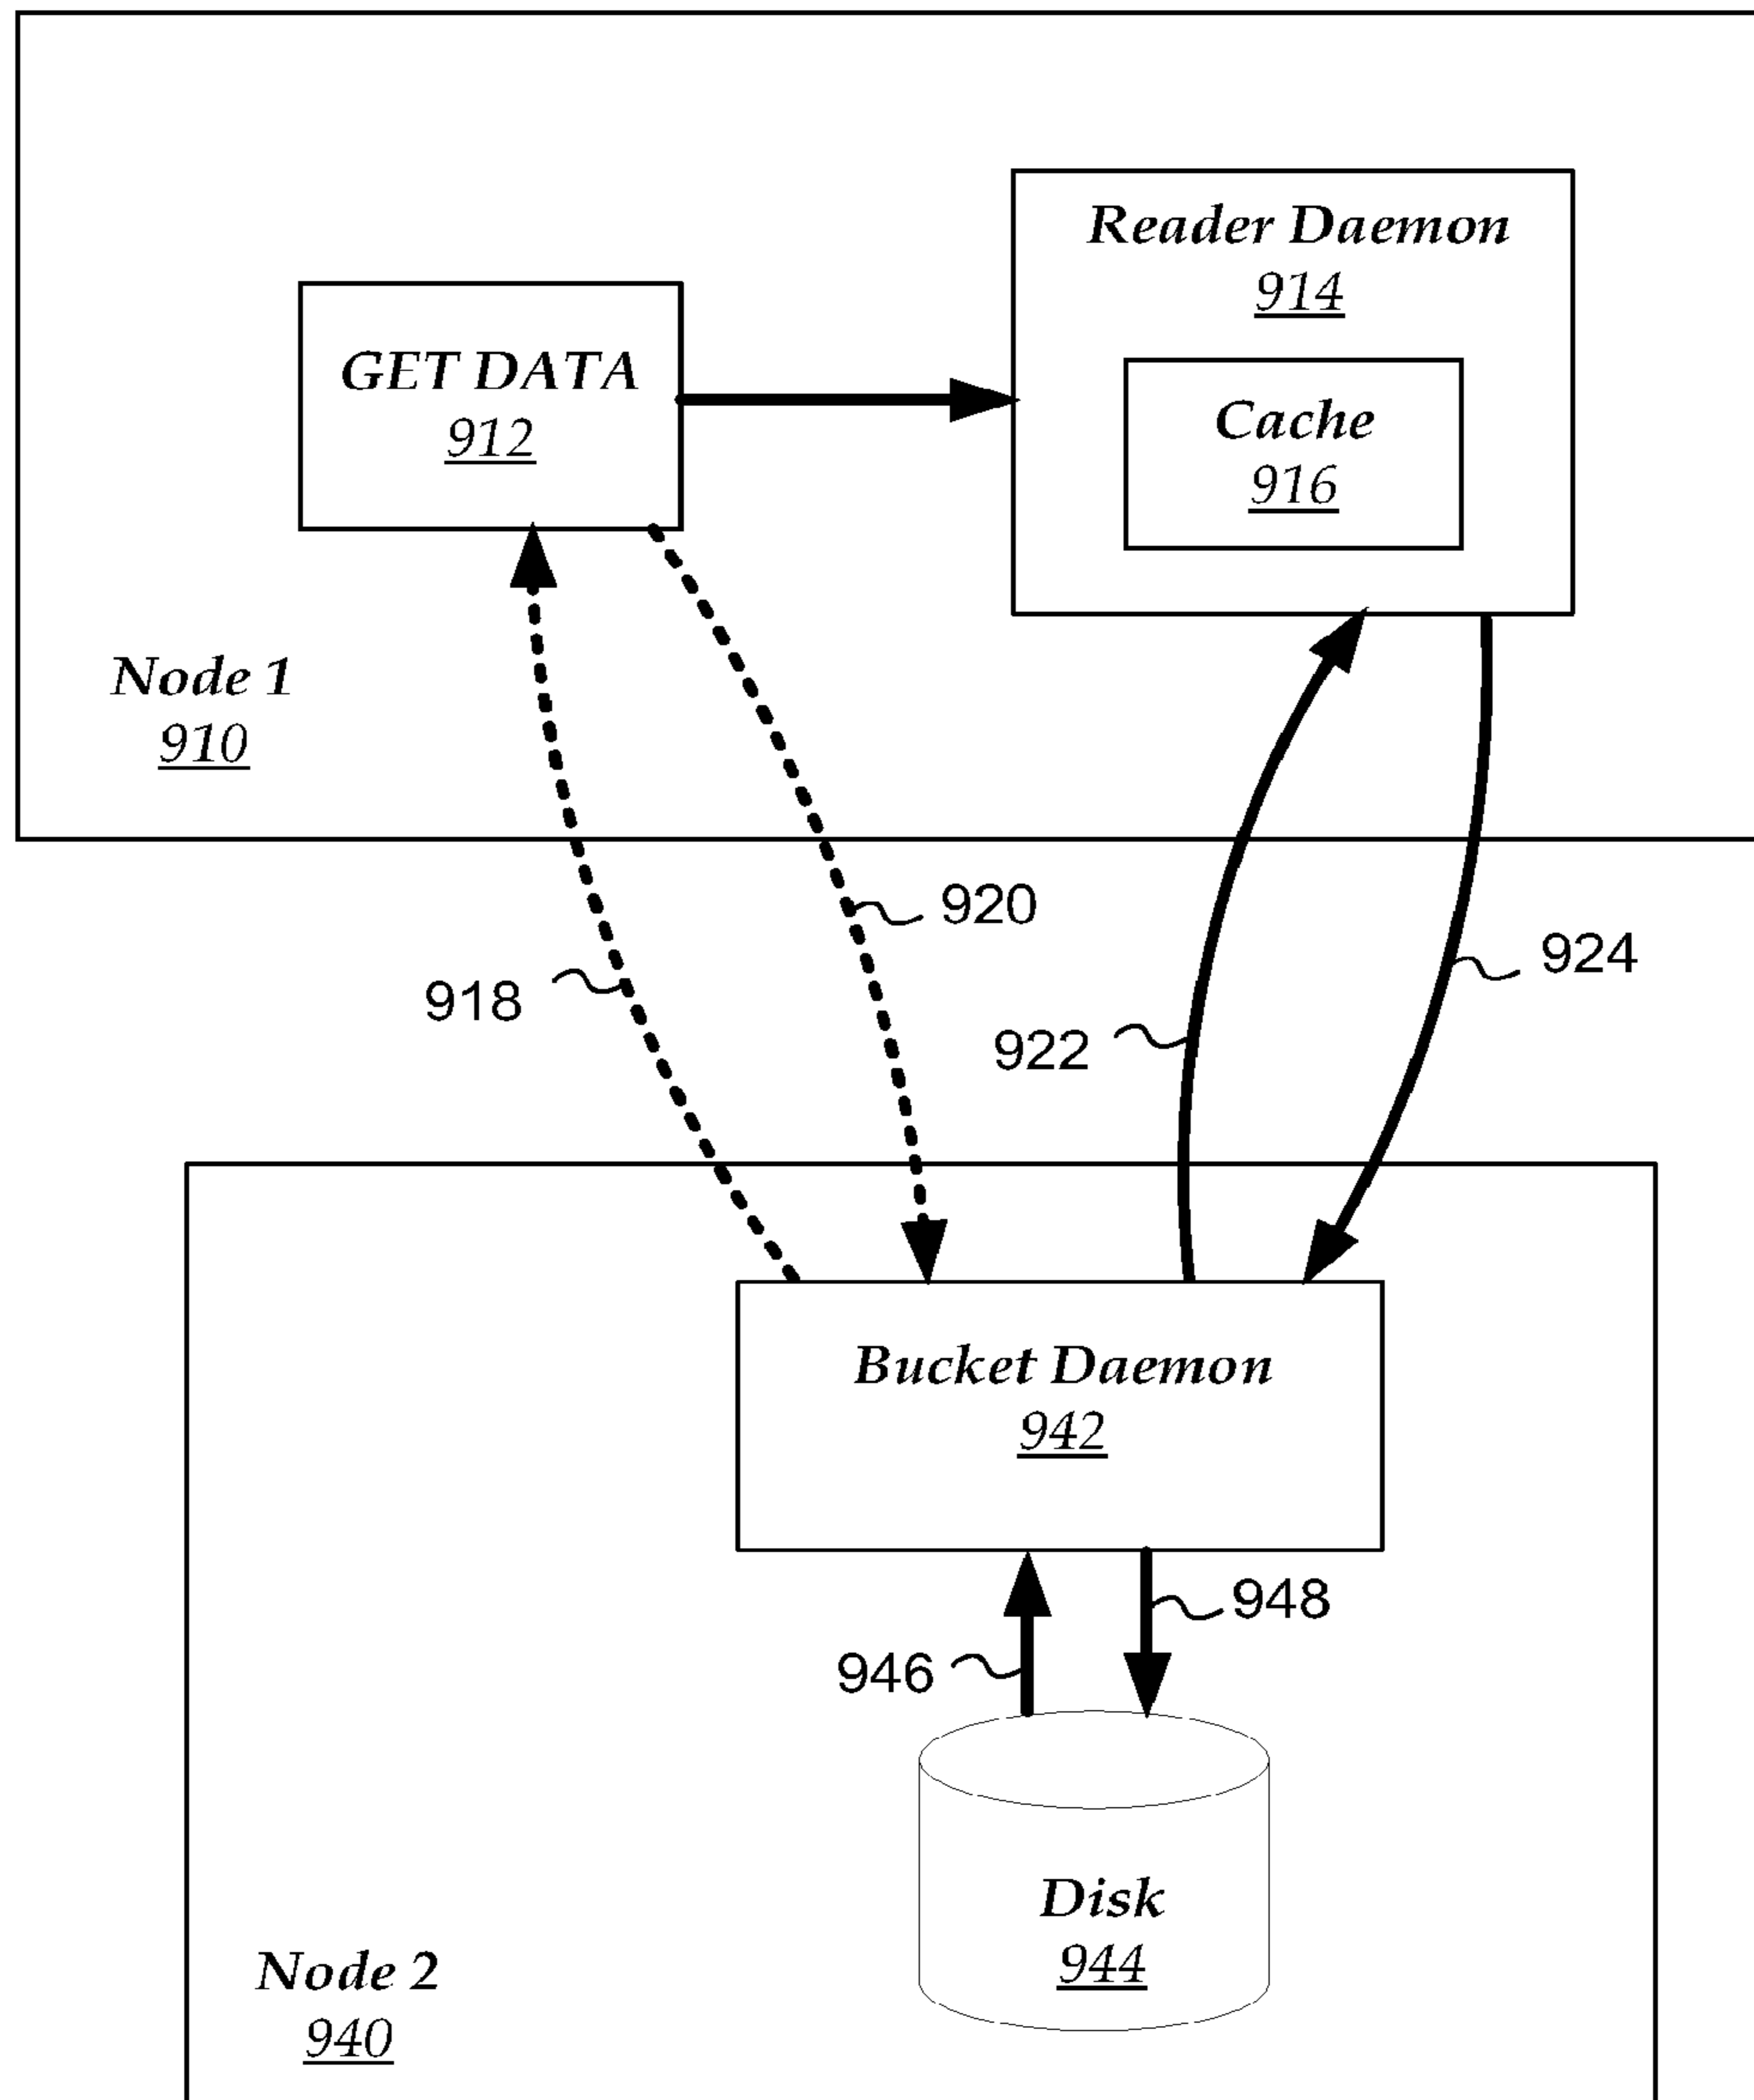 Reader Daemon
914
GET DATA
912
Cache
916
Node 1
910
920
924
918
922
Bucket Daemon
942
948
946
Disk
944
Node 2
940